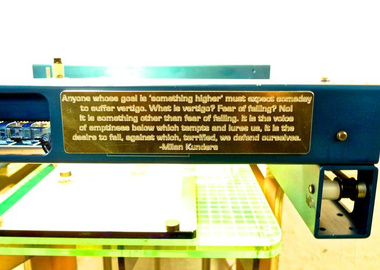 Anyone whose goal is 'something higher' must expect someday
to suffer vertigo. What is vertigo? Fear of falling? No!
It is something other than fear of falling. It is the voice
of emptiness below which tempts and lures us, it is the
desire to fall, against which, terrified, we defend ourselves.
-Milan Kundera